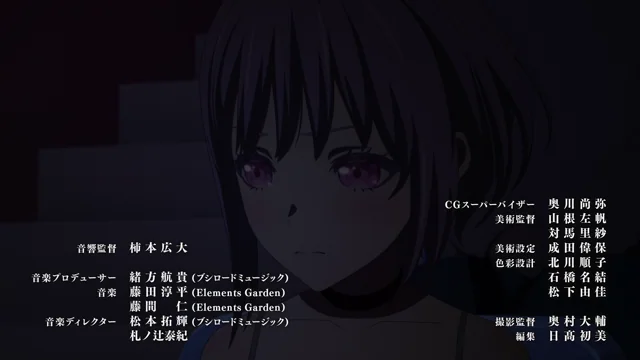 音響監督 柿本広大
音楽プロデューサー 緒方航貴(ブシロードミュージック)
音楽 藤田淳平(Elements Garden)
藤間 仁(Elements Garden)
音楽ディレクター 松本拓輝(ブシロードミュージック)
札ノ辻泰紀
CGスーパーバイザー 奥川尚弥
美術監督 山根左帆
対馬里紗
美術設定 成田偉保
色彩設計 北川順子
石橋名結
松下由佳
撮影監督 奥村大輔
編集 日髙初美